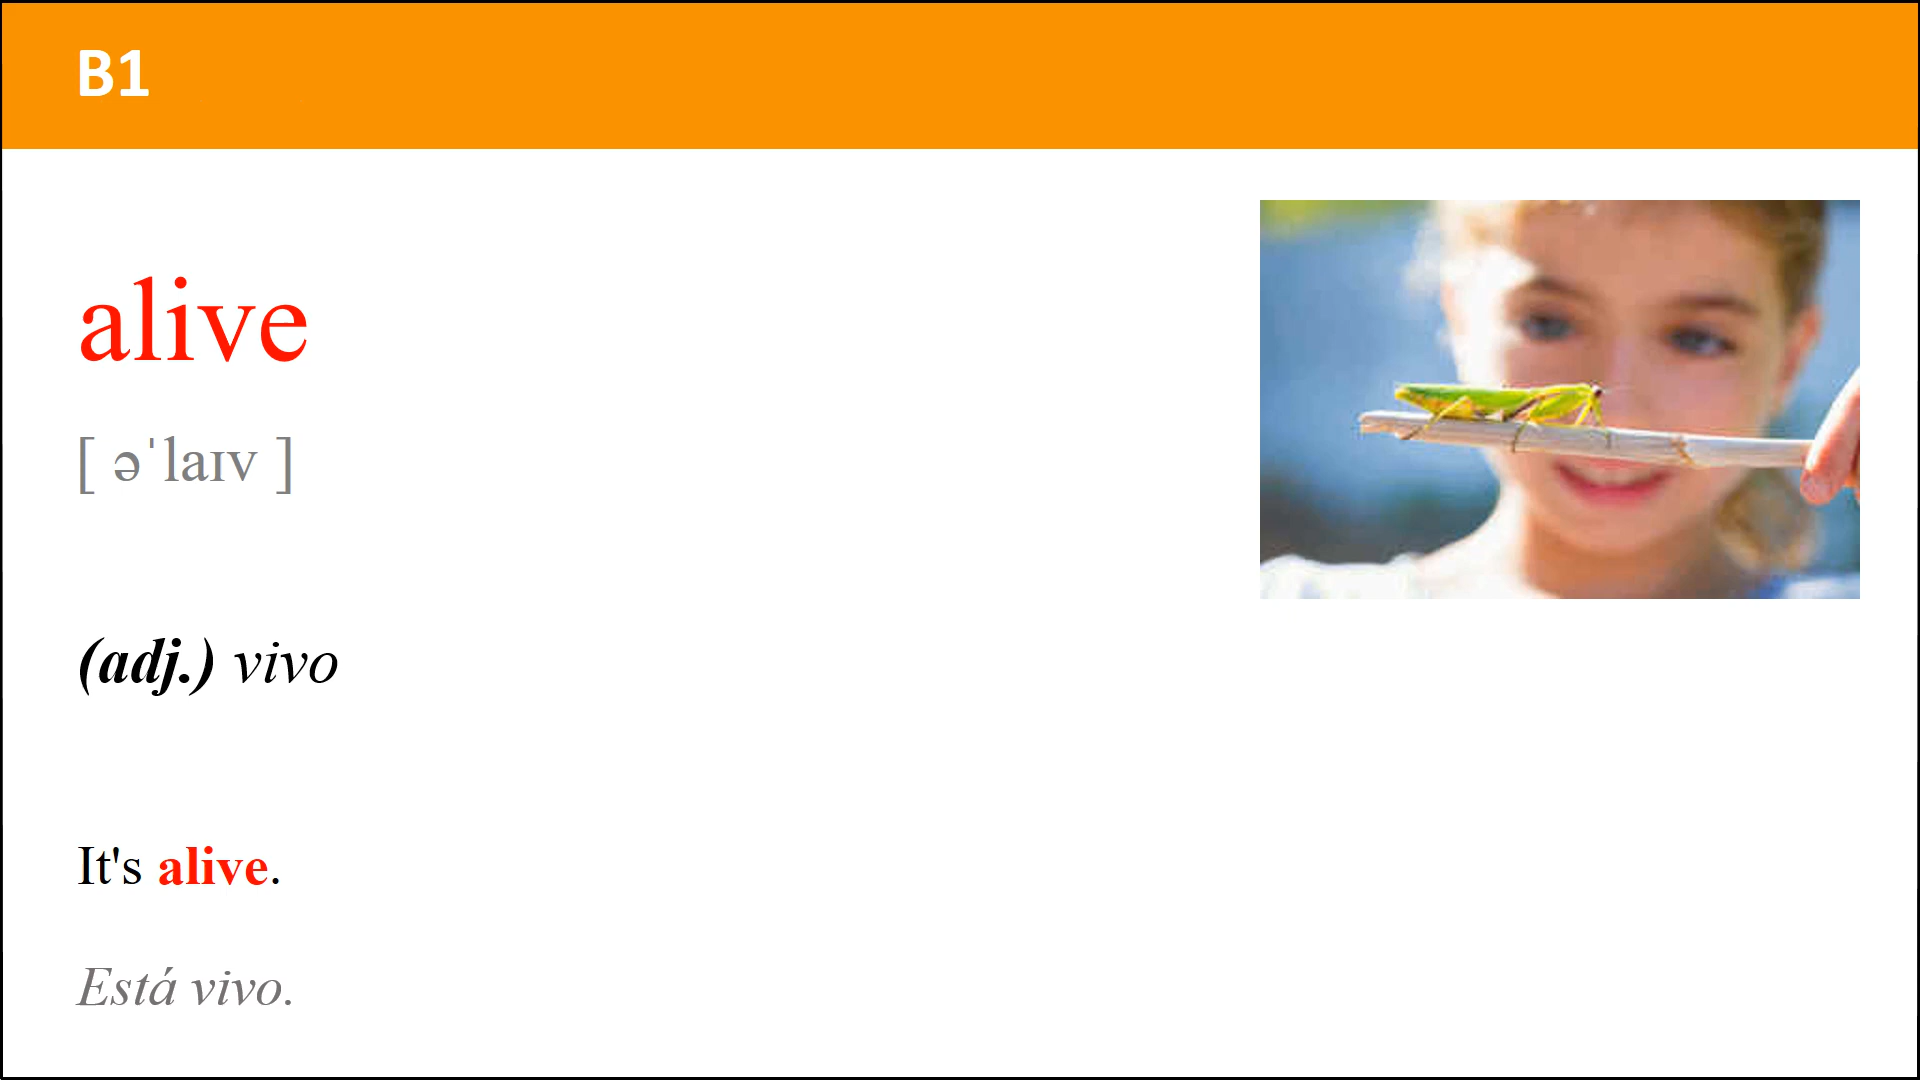 B1
alive
[ əˈlaɪv ]
(adj.) vivo
It's alive.
Está vivo.